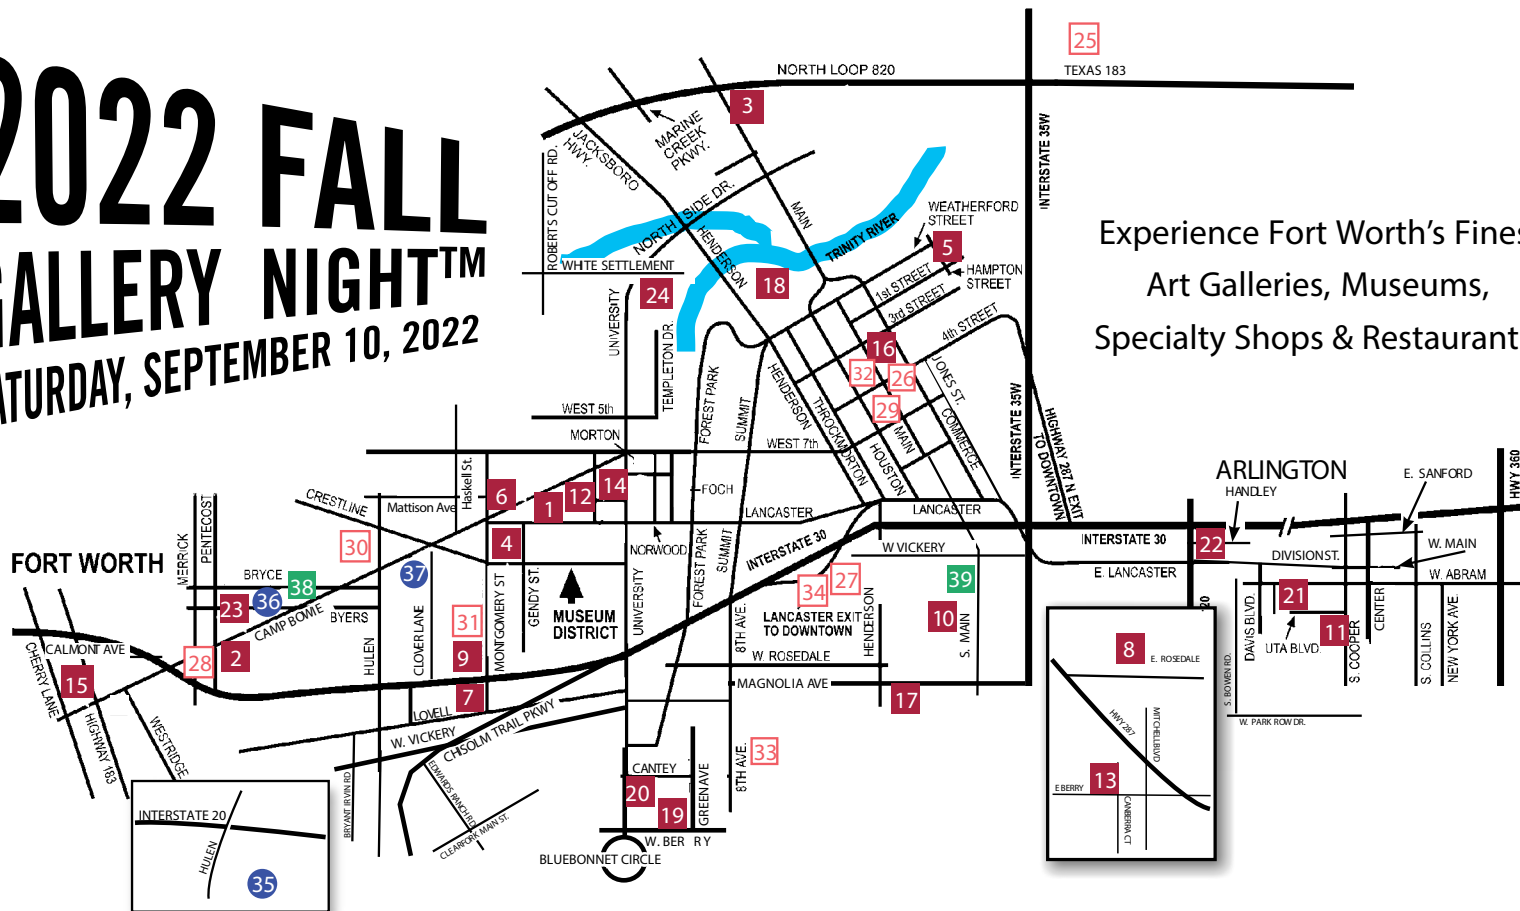 2022 FALL
GALLERY NIGHT™
SATURDAY, SEPTEMBER 10, 2022
Experience Fort Worth's Fines
Art Galleries, Museums,
Specialty Shops & Restaurant
25
TEXAS 183
NORTH LOOP 820
3
MARINE
CREEK
PKWY.
JACKSBORO
HWY.
ROBERTS CUT OFF RD.
INTERSTATE 35W
NORTH SIDE DR.
MAIN
HENDERSON
TRINITY RIVER
WEATHERFORD
STREET
5
HAMPTON
STREET
WHITE SETTLEMENT
24
18
1st STREET
3rd STREET
4th STREET
UNIVERSITY
TEMPLETON DR.
16
32
26
29
JONES ST.
FOREST PARK
SUMMIT
HENDERSON
THROCKMORTON
HOUSTON
MAIN
COMMERCE
INTERSTATE 35W
HIGHWAY 287 N EXIT
TO DOWNTOWN
WEST 5th
MORTON
WEST 7th
Haskell St.
6
14
12
1
Mattison Ave
CRESTLINE
FOCH
LANCASTER
LANCASTER
4
NORWOOD
30
37
FORT WORTH
MERRICK
PENTECOST
BRYCE
38
36
23
CAMP BOWIE
BYERS
HULEN
CLOVER LANE
MONTGOMERY ST
GENDY ST.
MUSEUM
DISTRICT
UNIVERSITY
FOREST PARK
SUMMIT
INTERSTATE 30
8TH AVE.
34
27
LANCASTER EXIT
TO DOWNTOWN
HENDERSON
W VICKERY
39
10
S. MAIN
31
9
7
28
2
CALMONT AVE
15
CHERRY LANE
HIGHWAY 183
WESTRIDGE
LOVELL
W. VICKERY
CHISOLM TRAIL PKWY
W. ROSEDALE
MAGNOLIA AVE
17
BRYANT IRVIN RD
EDWARDS RANCH RD
CLEARFORK MAIN ST.
CANTEY
20
19
GREEN AVE
8TH AVE.
33
W. BERRY
BLUEBONNET CIRCLE
INTERSTATE 20
HULEN
35
ARLINGTON
HANDLEY
E. SANFORD
HWY 360
INTERSTATE 30
22
DIVISION ST.
W. MAIN
E. LANCASTER
W. ABRAM
820
DAVIS BLVD.
21
11
UTA BLVD.
S. COOPER
CENTER
S. COLLINS
NEW YORK AVE.
S. BOWEN RD.
W. PARK ROW DR.
8
E. ROSEDALE
HWY 287
MITCHELL BLVD
13
E BERRY
CANBERRA CT